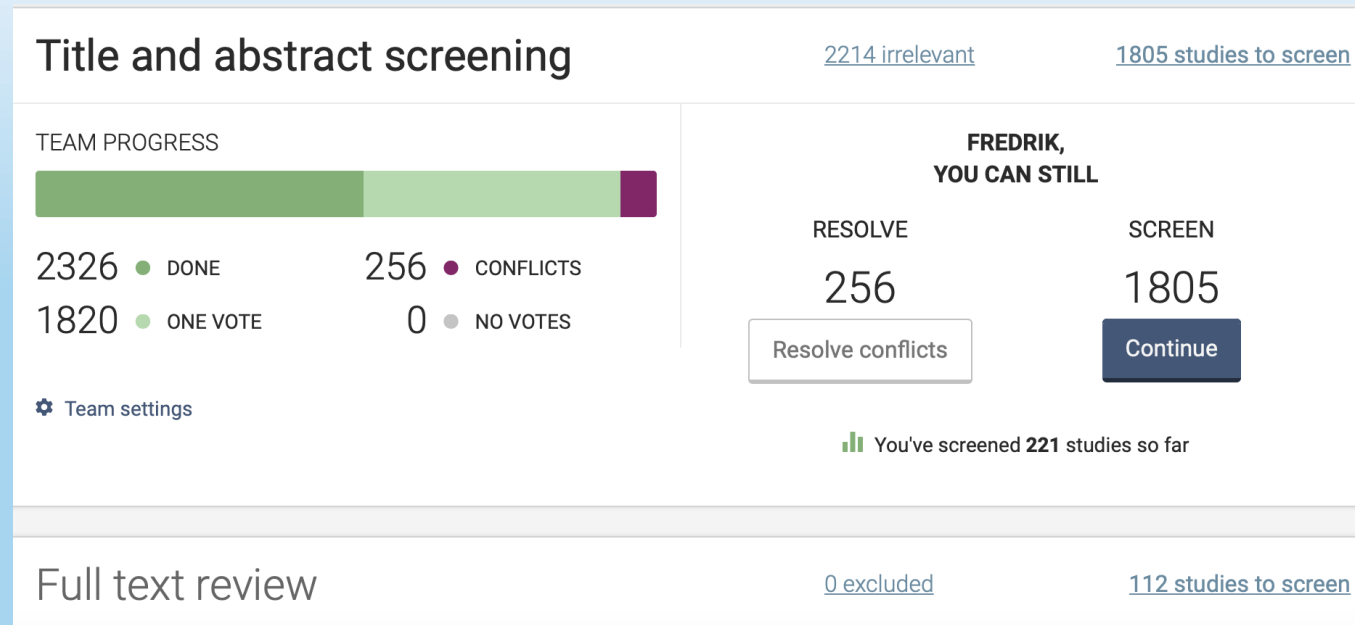 Title and abstract screening
2214 irrelevant
1805 studies to screen
TEAM PROGRESS
2326 DONE
256 CONFLICTS
1820 ONE VOTE
0 NO VOTES
Team settings
FREDRIK,
YOU CAN STILL
RESOLVE
256
Resolve conflicts
SCREEN
1805
Continue
You've screened 221 studies so far
Full text review
0 excluded
112 studies to screen